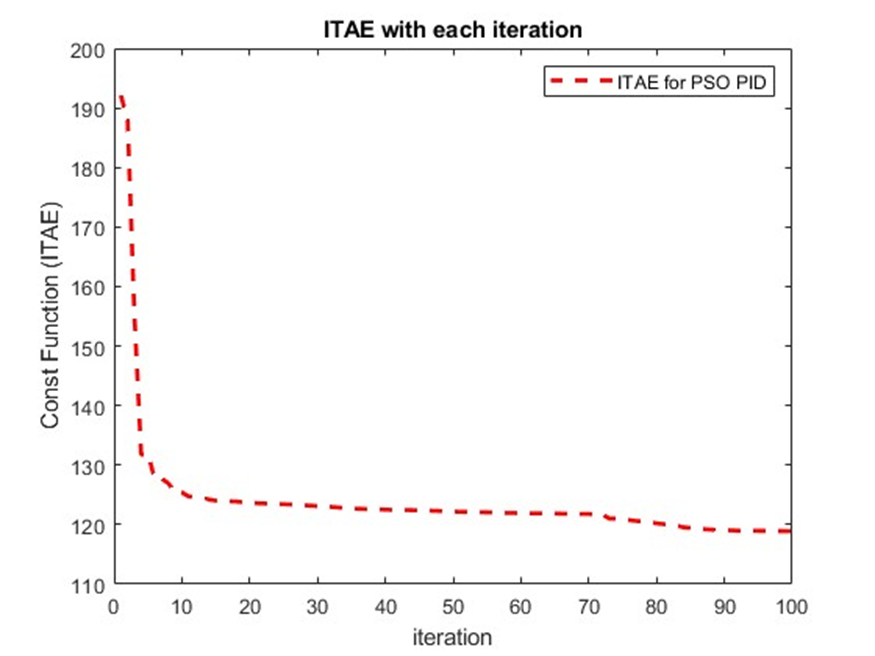 ITAE with each iteration
ITAE for PSO PID
Const Function (ITAE)
200
190
180
170
160
150
140
130
120
110
0 10 20 30 40 50 60 70 80 90 100
iteration